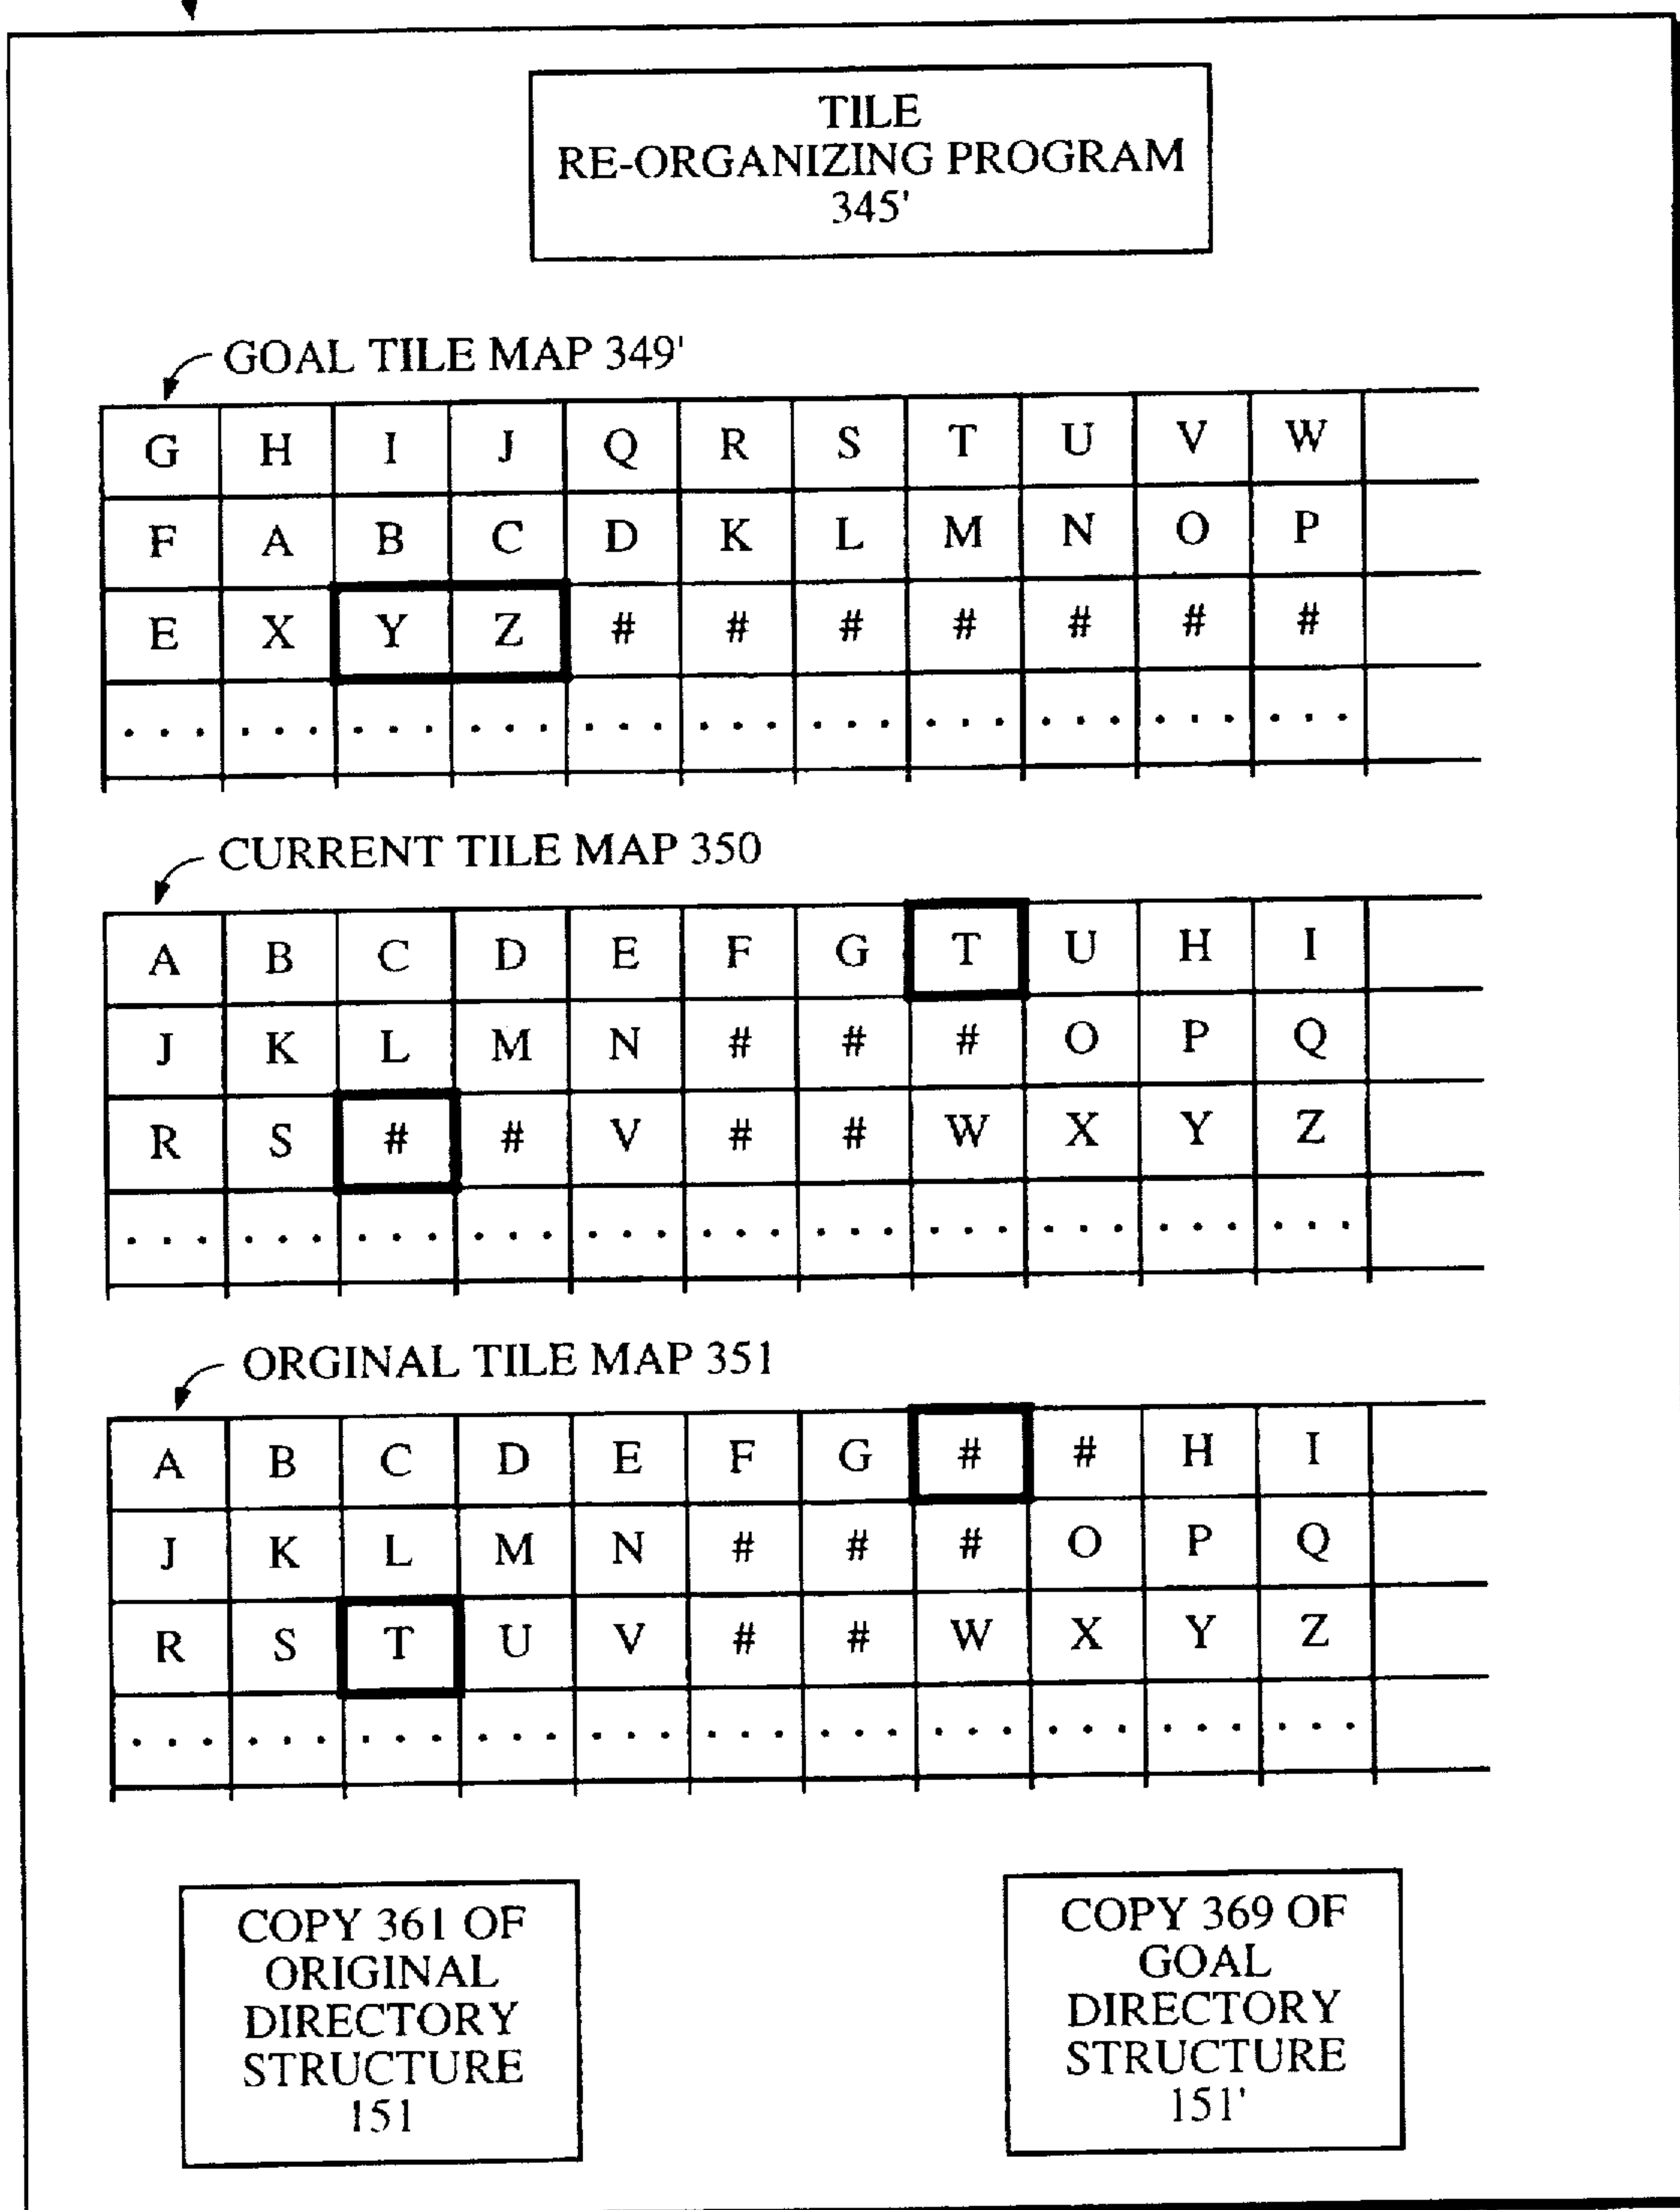 TILE
RE-ORGANIZING PROGRAM
345'
GOAL TILE MAP 349'
G H I J Q R S T U V W
F A B C D K L M N O P
E X Y Z # # # # # # #
. . . . . . . . . . . . . . . . . . . . . . . . . . . . . . . . .
CURRENT TILE MAP 350
A B C D E F G T U H I
J K L M N # # # O P Q
R S # # V # # W X Y Z
. . . . . . . . . . . . . . . . . . . . . . . . . . . . . . . . .
ORGINAL TILE MAP 351
A B C D E F G # # H I
J K L M N # # # O P Q
R S T U V # # W X Y Z
. . . . . . . . . . . . . . . . . . . . . . . . . . . . . . . . .
COPY 361 OF
ORIGINAL
DIRECTORY
STRUCTURE
151
COPY 369 OF
GOAL
DIRECTORY
STRUCTURE
151'